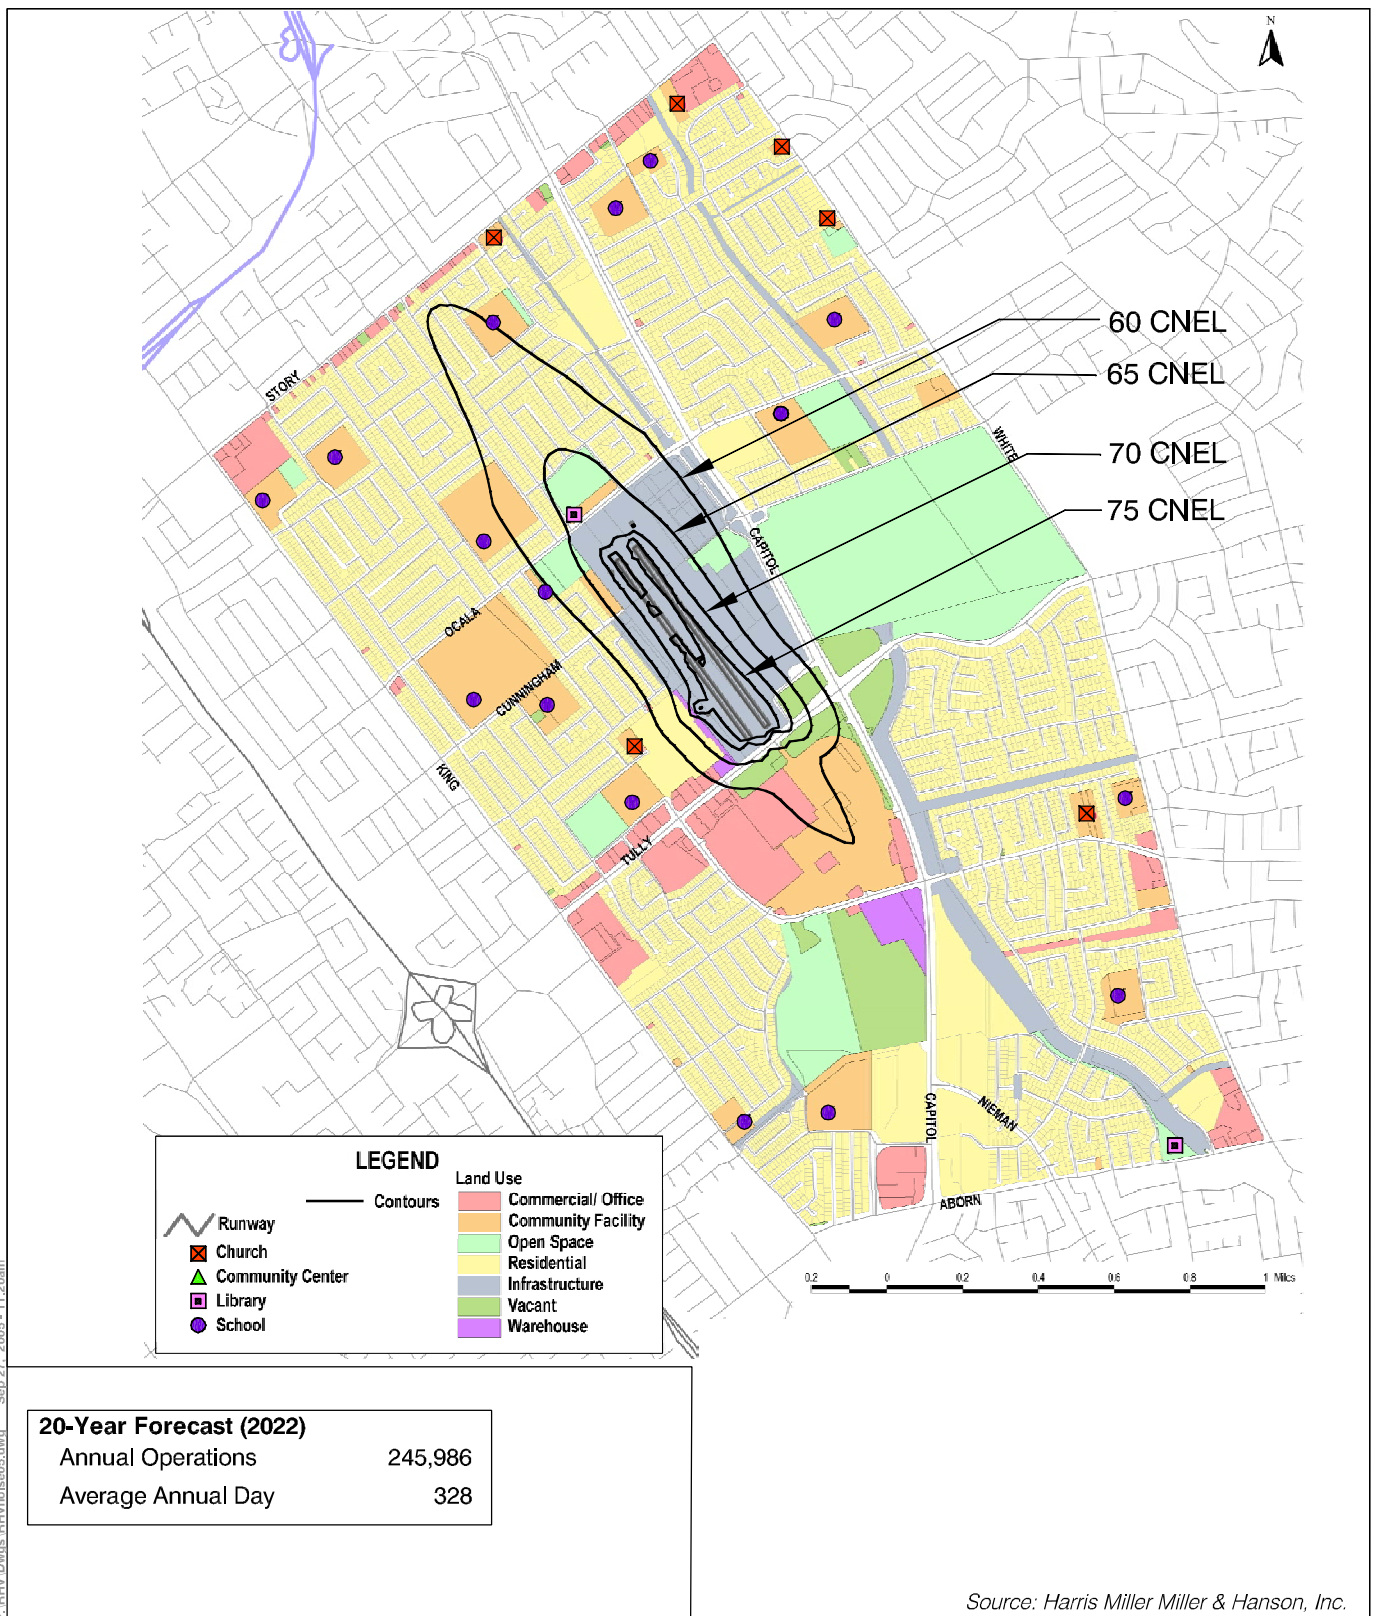 N
60 CNEL
65 CNEL
70 CNEL
75 CNEL
STORY
WHITE
CAPITOL
OCALA
CUNNINGHAM
KING
TULLY
CAPITOL
NIEMAN
ABORN
LEGEND
Contours
Runway
Church
Community Center
Library
School
Land Use
Commercial/ Office
Community Facility
Open Space
Residential
Infrastructure
Vacant
Warehouse
0.2 0 0.2 0.4 0.6 0.8 1 Miles
20-Year Forecast (2022)
Annual Operations 245,986
Average Annual Day 328
Source: Harris Miller Miller & Hanson, Inc.